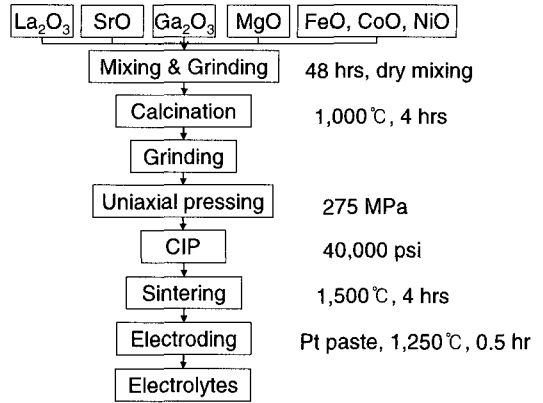 La₂O₃ SrO Ga₂O₃ MgO FeO, CoO, NiO
Mixing & Grinding 48 hrs, dry mixing
Calcination 1,000℃, 4 hrs
Grinding
Uniaxial pressing 275 MPa
CIP 40,000 psi
Sintering 1,500℃, 4 hrs
Electroding Pt paste, 1,250℃, 0.5 hr
Electrolytes